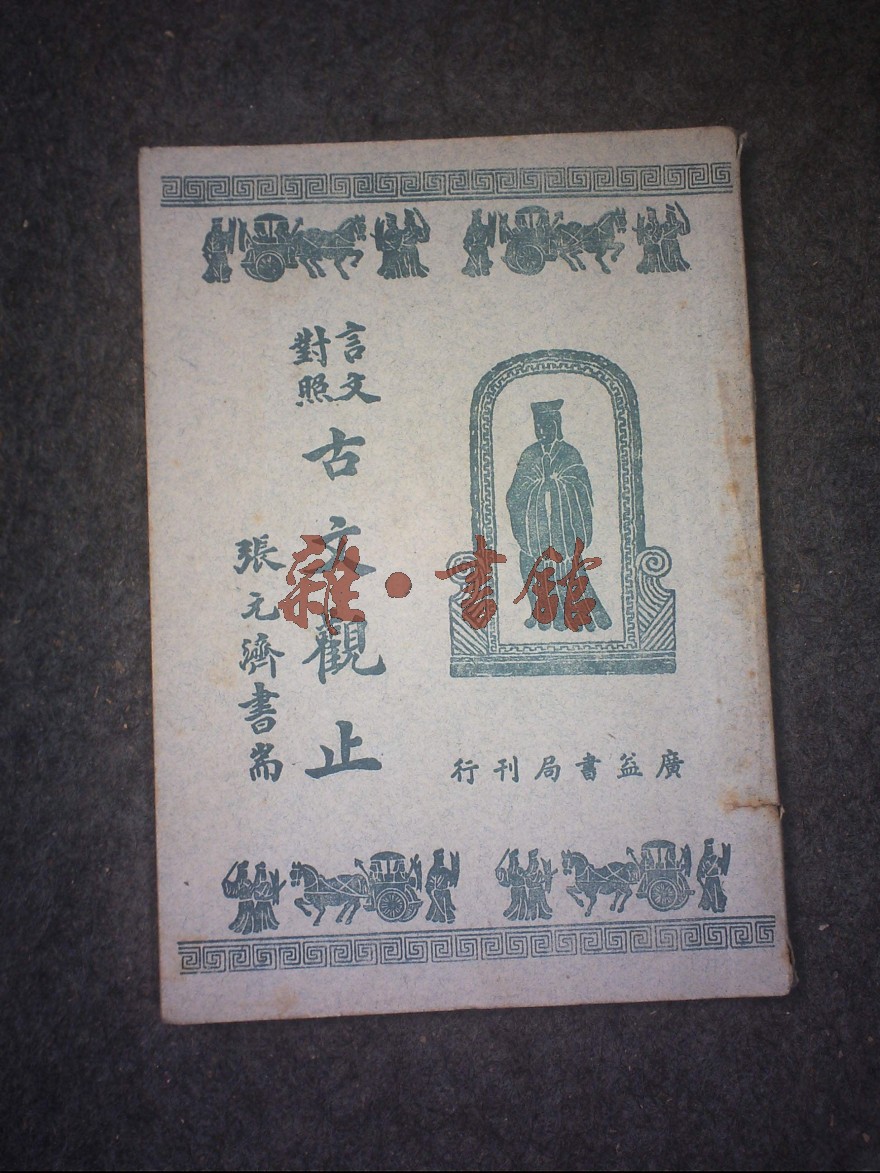 言文
對照
古文觀止
張元濟書耑
廣益書局刊行
雜·書館